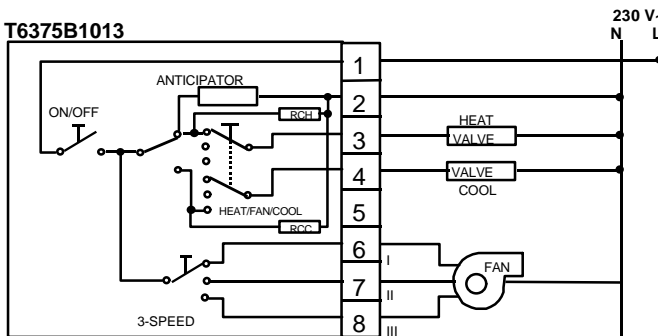 230 V~
T6375B1013
N L
1
ANTICIPATOR
2
ON/OFF
RCH
HEAT
3
VALVE
4
VALVE
COOL
HEAT/FAN/COOL
5
RCC
6
I
FAN
7
II
3-SPEED
8
III